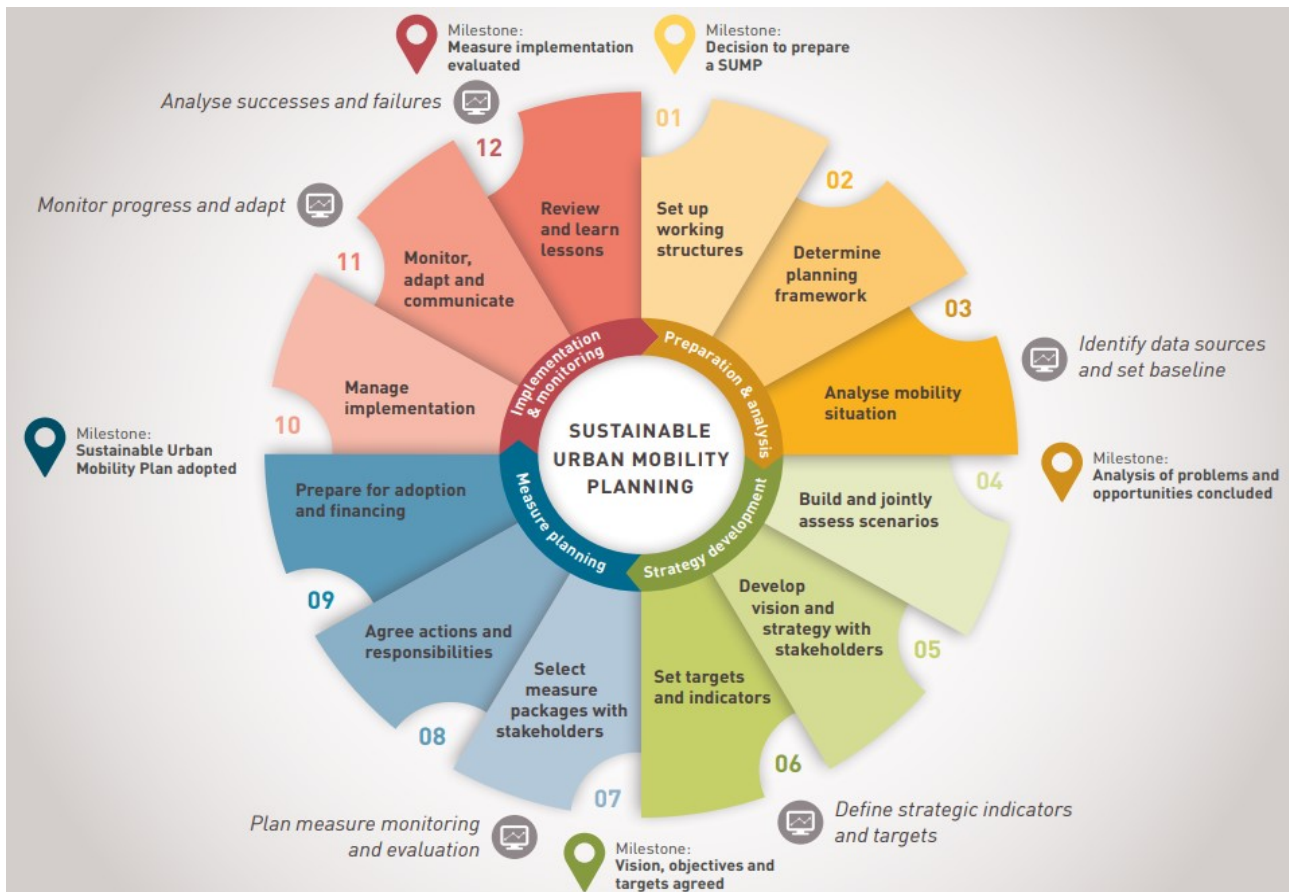 Milestone:
Measure implementation
evaluated
Milestone:
Decision to prepare
a SUMP
Analyse successes and failures
Monitor progress and adapt
01
Set up
working
structures
02
Determine
planning
framework
03
Analyse mobility
situation
Identify data sources
and set baseline
Milestone:
Analysis of problems and
opportunities concluded
04
Build and jointly
assess scenarios
05
Develop
vision and
strategy with
stakeholders
06
Set targets
and indicators
Define strategic indicators
and targets
Milestone:
Vision, objectives and
targets agreed
07
Select
measure
packages with
stakeholders
Plan measure monitoring
and evaluation
08
Agree actions and
responsibilities
09
Prepare for adoption
and financing
Milestone:
Sustainable Urban
Mobility Plan adopted
10
Manage
implementation
11
Monitor,
adapt and
communicate
12
Review
and learn
lessons
Preparation & analysis
Strategy development
Measure planning
Implementation
& monitoring
SUSTAINABLE
URBAN MOBILITY
PLANNING